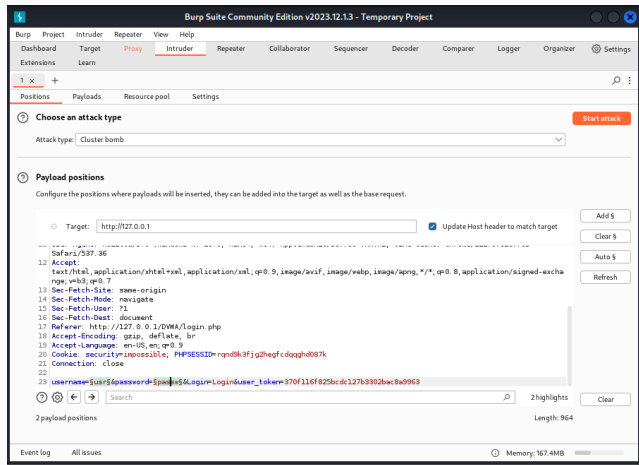 Burp Suite Community Edition v2023.12.1.3 - Temporary Project
Burp Project Intruder Repeater View Help
Dashboard Target Proxy Intruder Repeater Collaborator Sequencer Decoder Comparer Logger Organizer Settings
Extensions Learn
1 × +
Positions Payloads Resource pool Settings
Choose an attack type
Start attack
Attack type: Cluster bomb
Payload positions
Configure the positions where payloads will be inserted, they can be added into the target as well as the base request.
Add §
Target: http://127.0.0.1 Update Host header to match target
Clear §
Safari/537.36
Auto §
12 Accept:
text/html,application/xhtml+xml,application/xml;q=0.9,image/avif,image/webp,image/apng,*/*;q=0.8,application/signed-excha
nge;v=b3;q=0.7
Refresh
13 Sec-Fetch-Site: same-origin
14 Sec-Fetch-Mode: navigate
15 Sec-Fetch-User: ?1
16 Sec-Fetch-Dest: document
17 Referer: http://127.0.0.1/DVWA/login.php
18 Accept-Encoding: gzip, deflate, br
19 Accept-Language: en-US,en;q=0.9
20 Cookie: security=impossible; PHPSESSID=rqnd9k3fjg2hegfcdqqghd087k
21 Connection: close
22
23 username=§usr§&password=§passw§&Login=Login&user_token=370f116f825bcdc127b3302bac8a9963
Search 2 highlights Clear
2 payload positions Length: 964
Event log All issues Memory: 167.4MB